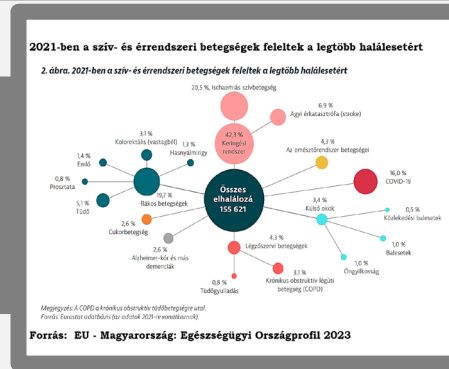 2021-ben a szív- és érrendszeri betegségek feleltek a legtöbb halálesetért
2. ábra. 2021-ben a szív- és érrendszeri betegségek feleltek a legtöbb halálesetért
20,5 %, Ischaemiás szívbetegség
6,9 %
Agyi érkatasztrófa (stroke)
42,3 %
Keringési
rendszer
3,1 %
Kolorektális (vastagbél)
1,3 %
Hasnyálmirigy
4,3 %
Az emésztőrendszer betegségei
1,4 %
Emlő
0,8 %
Prosztata
5,1 %
Tüdő
19,7 %
Rákos betegségek
Összes
elhalálozá
155 621
16,0 %
COVID-19
3,4 %
Külső okok
0,5 %
Közlekedési balesetek
1,0 %
Balesetek
1,0 %
Öngyilkosság
2,6 %
Cukorbetegség
2,6 %
Alzheimer-kór és más
demenciák
4,3 %
Légzőszervi betegségek
3,1 %
Krónikus obstruktív légúti
betegség (COPD)
0,8 %
Tüdőgyulladás
Megjegyzés: A COPD a krónikus obstruktív tüdőbetegségre utal.
Forrás: Eurostat adatbázis (az adatok 2021-re vonatkoznak).
Forrás: EU - Magyarország: Egészségügyi Országprofil 2023